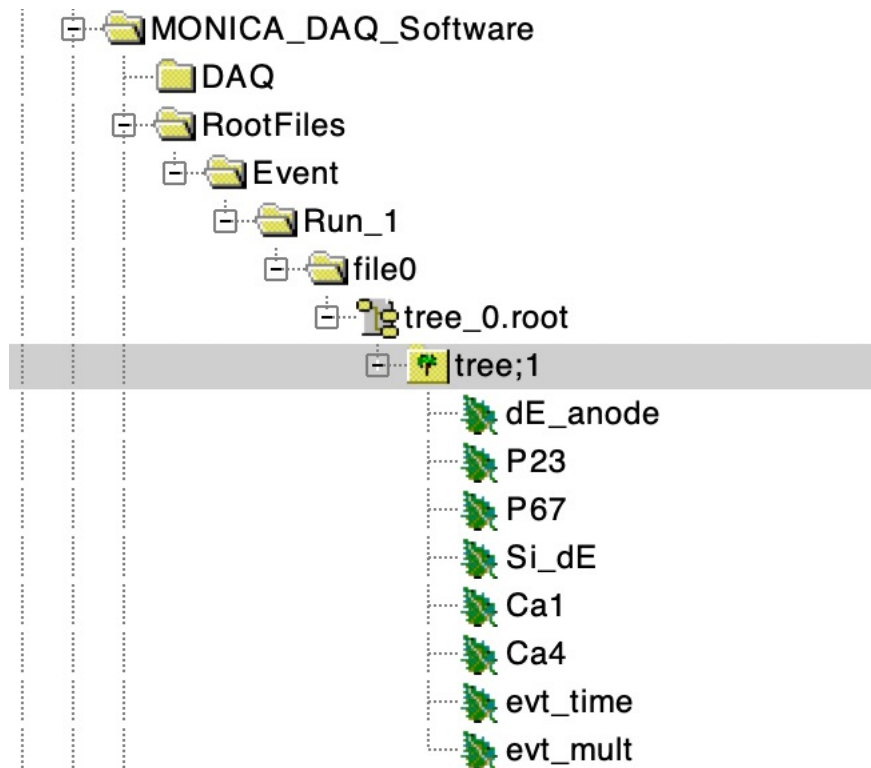 MONICA_DAQ_Software
DAQ
RootFiles
Event
Run_1
file0
tree_0.root
tree;1
dE_anode
P23
P67
Si_dE
Ca1
Ca4
evt_time
evt_mult